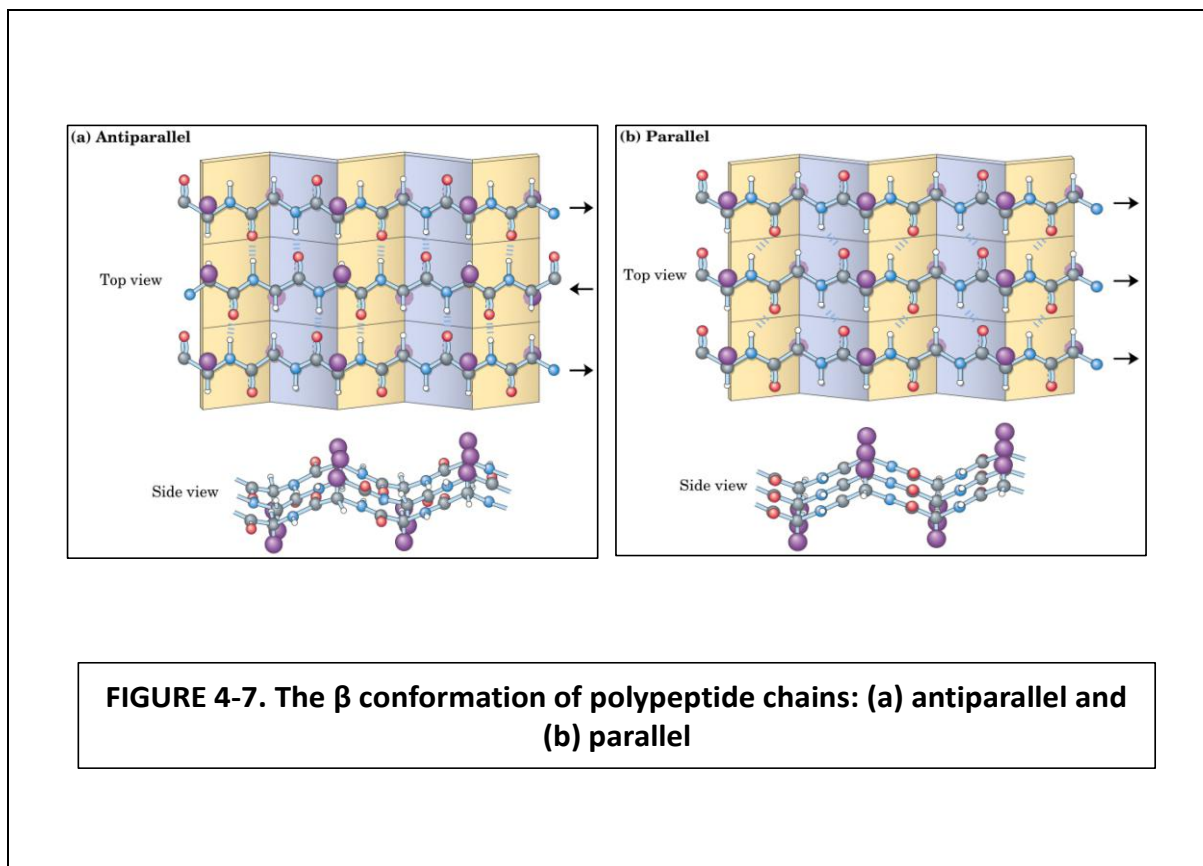 (a) Antiparallel
Top view
Side view
(b) Parallel
Top view
Side view
FIGURE 4-7. The β conformation of polypeptide chains: (a) antiparallel and
(b) parallel